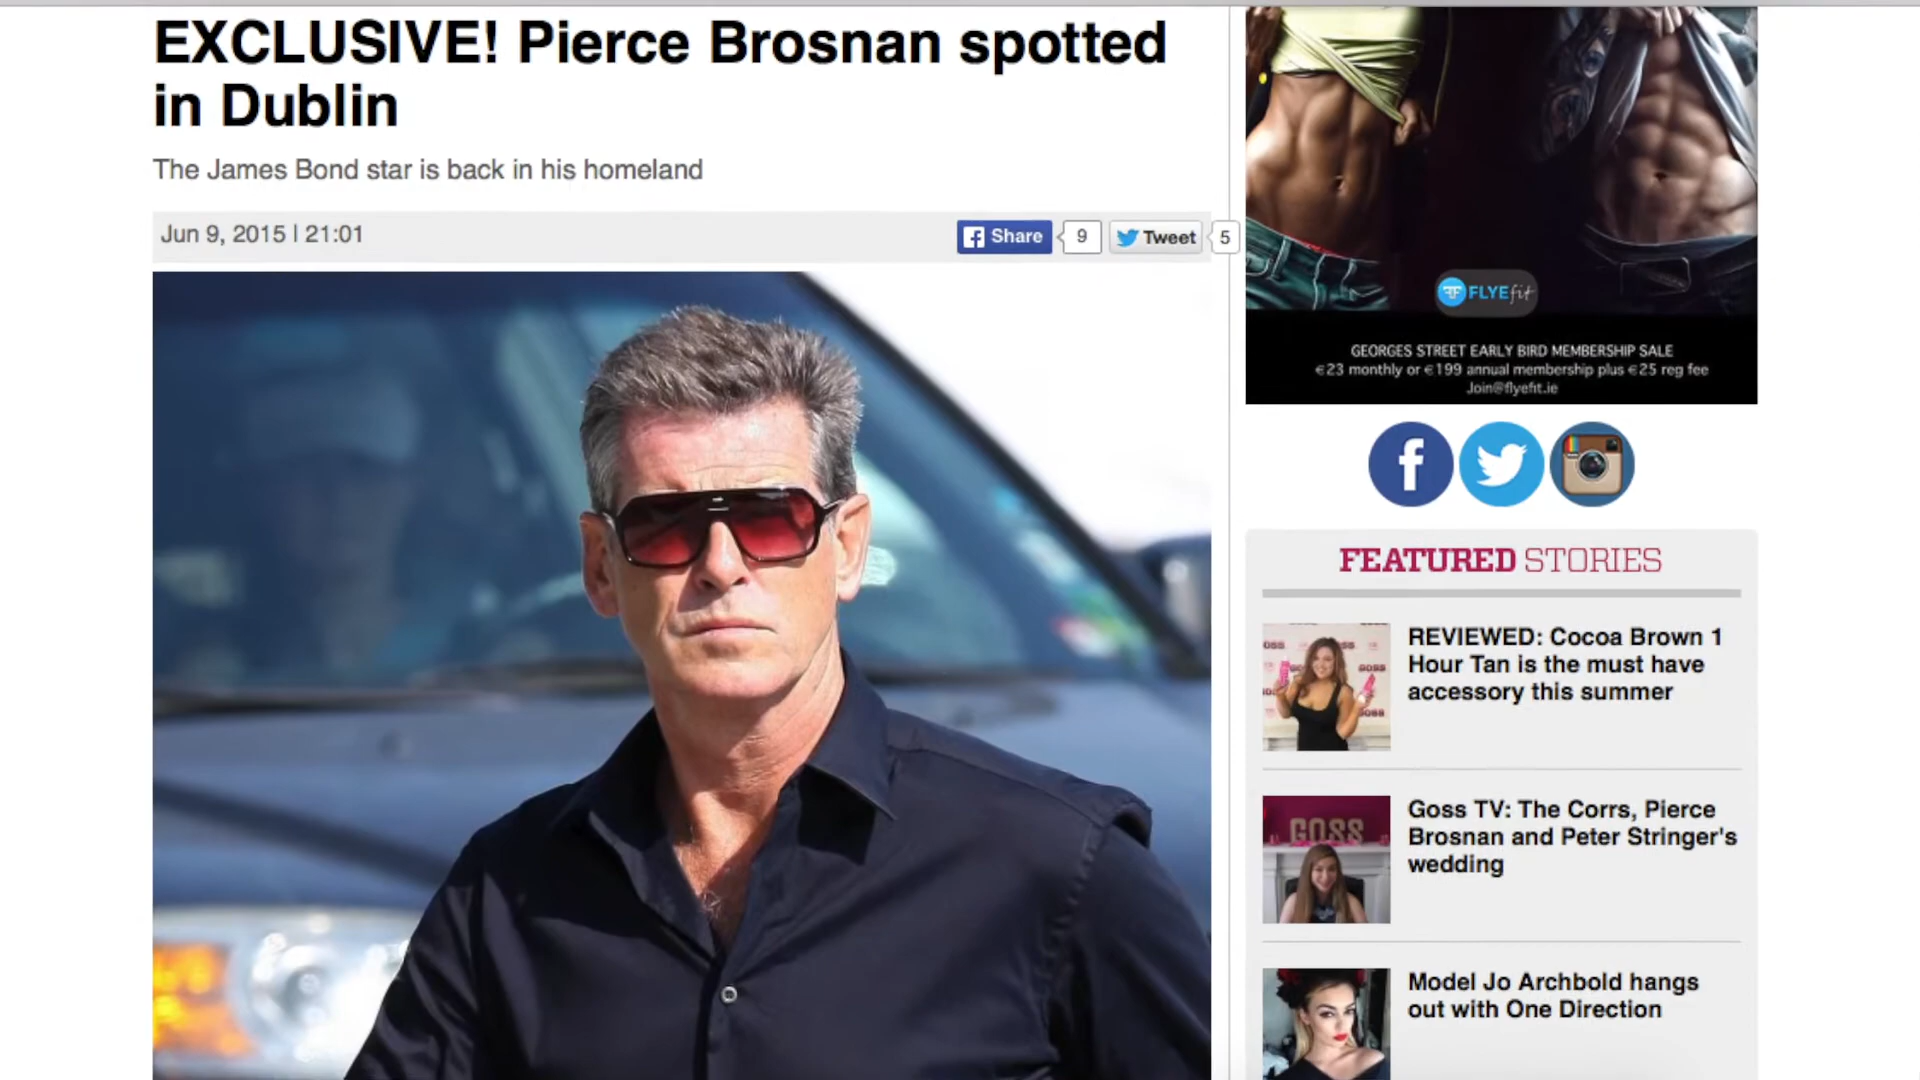 EXCLUSIVE! Pierce Brosnan spotted
in Dublin
The James Bond star is back in his homeland
Jun 9, 2015 | 21:01
Share
9
Tweet
5
FLYEfit
GEORGES STREET EARLY BIRD MEMBERSHIP SALE
€23 monthly or €199 annual membership plus €25 reg fee
Join@flyefit.ie
FEATURED STORIES
REVIEWED: Cocoa Brown 1
Hour Tan is the must have
accessory this summer
GOSS
GOSS
GOSS
Goss TV: The Corrs, Pierce
Brosnan and Peter Stringer's
wedding
GOSS
Model Jo Archbold hangs
out with One Direction